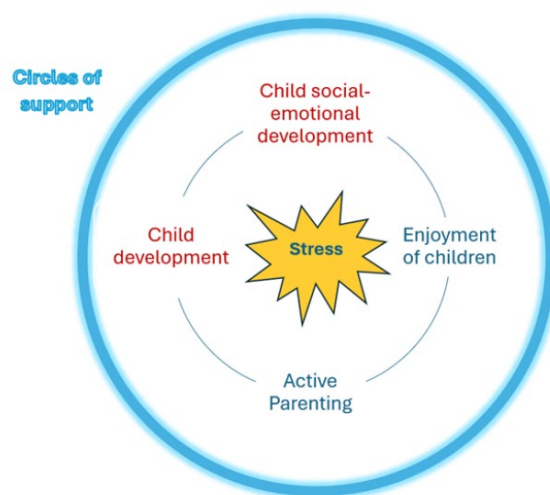 Circles of
support
Child social-
emotional
development
Child
development
Stress
Enjoyment
of children
Active
Parenting